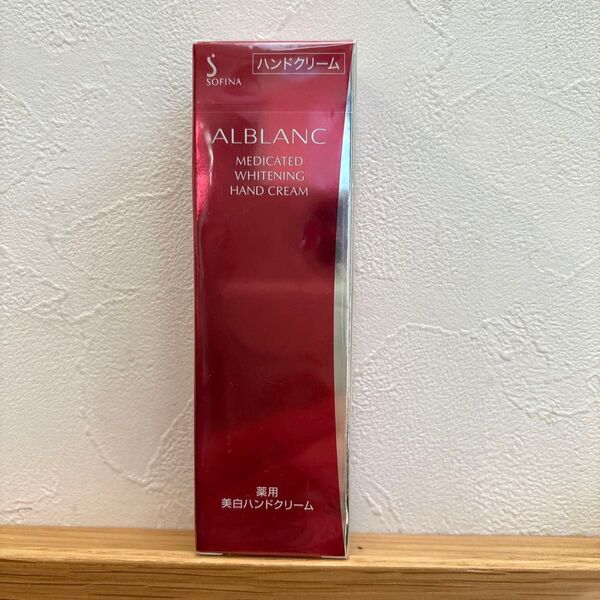 SOFINA
ハンドクリーム
ALBLANC
MEDICATED
WHITENING
HAND CREAM
薬用
美白ハンドクリーム